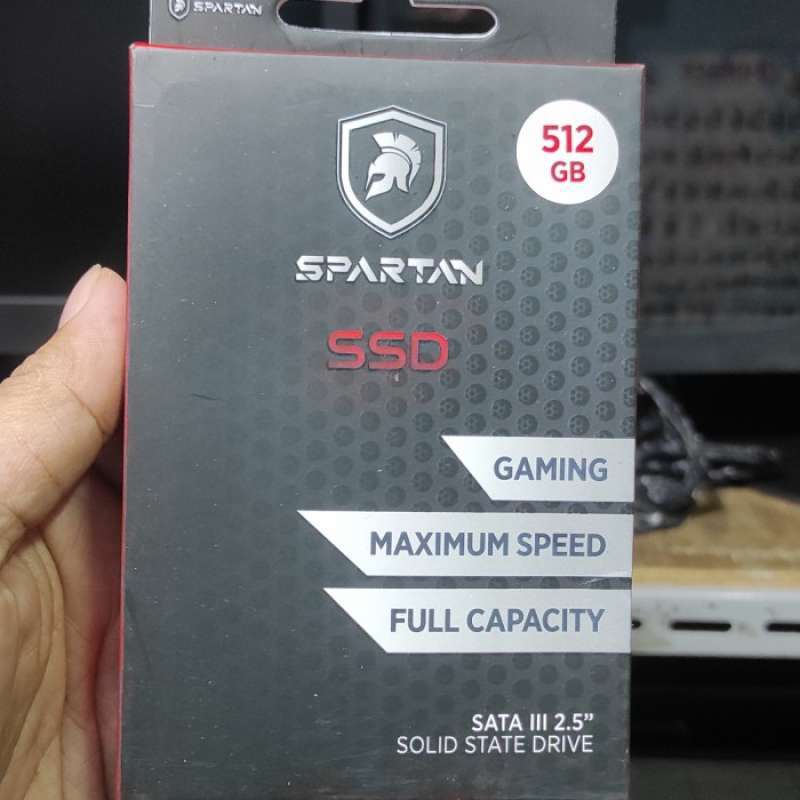 SPARTAN
512
GB
SPARTAN
SSD
GAMING
MAXIMUM SPEED
FULL CAPACITY
SATA III 2.5”
SOLID STATE DRIVE